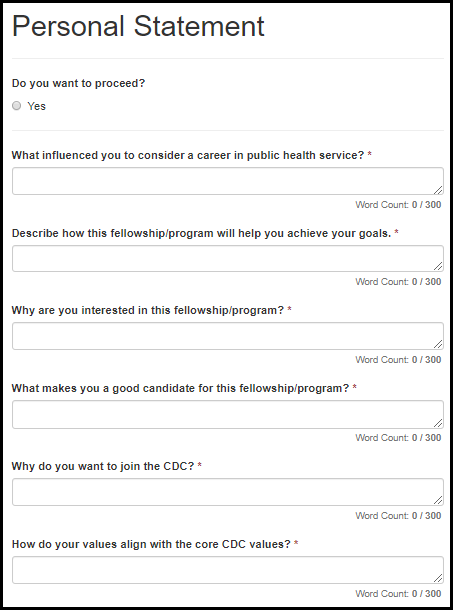 Personal Statement
Do you want to proceed?
Yes
What influenced you to consider a career in public health service? *
Word Count: 0 / 300
Describe how this fellowship/program will help you achieve your goals. *
Word Count: 0 / 300
Why are you interested in this fellowship/program? *
Word Count: 0 / 300
What makes you a good candidate for this fellowship/program? *
Word Count: 0 / 300
Why do you want to join the CDC? *
Word Count: 0 / 300
How do your values align with the core CDC values? *
Word Count: 0 / 300